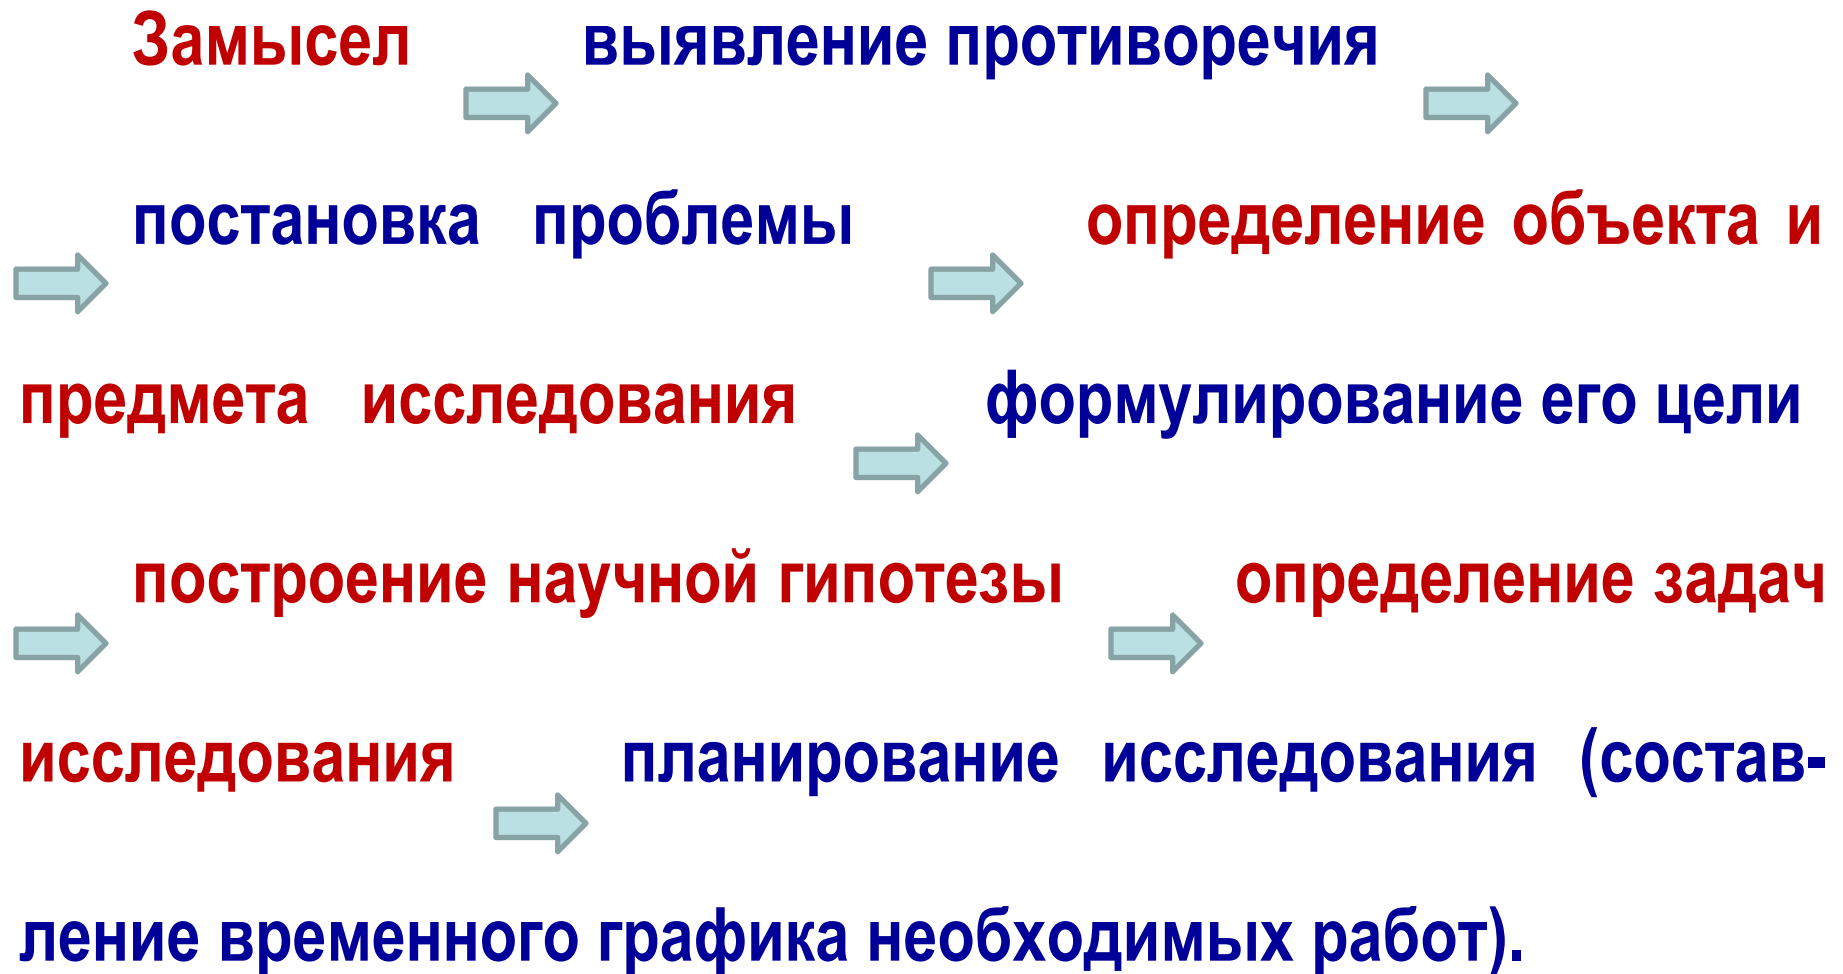 Замысел выявление противоречия
постановка проблемы определение объекта и
предмета исследования формулирование его цели
построение научной гипотезы определение задач
исследования планирование исследования (состав-
ление временного графика необходимых работ).